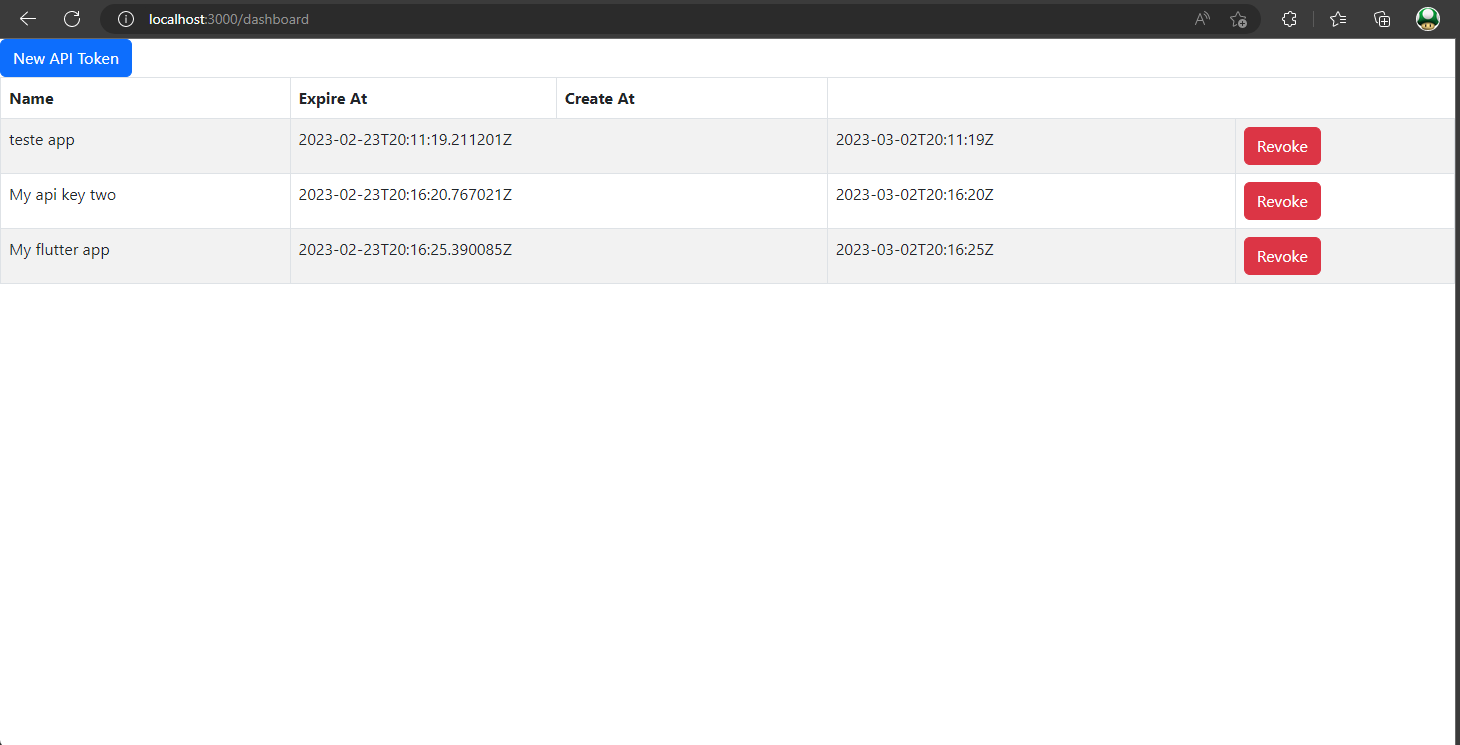 localhost:3000/dashboard
New API Token
Name Expire At Create At
teste app 2023-02-23T20:11:19.211201Z 2023-03-02T20:11:19Z Revoke
My api key two 2023-02-23T20:16:20.767021Z 2023-03-02T20:16:20Z Revoke
My flutter app 2023-02-23T20:16:25.390085Z 2023-03-02T20:16:25Z Revoke